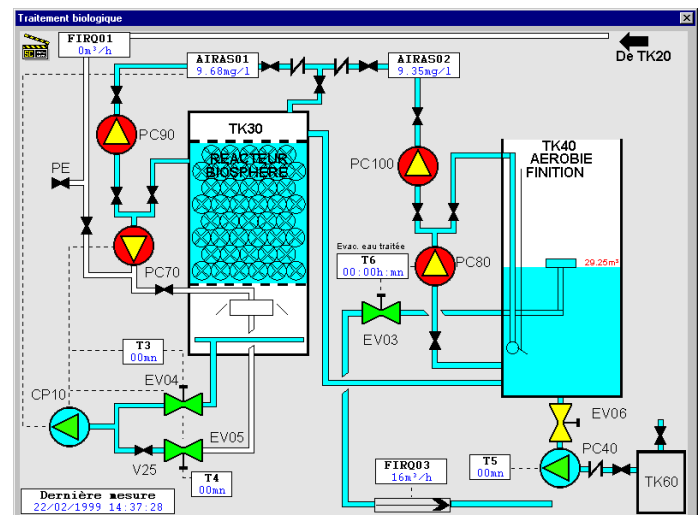 Traitement biologique
FIRQ01
0m³/h
De TK20
AIRAS01
9.68mg/l
AIRAS02
9.35mg/l
PC90
TK30
REACTEUR
BIOSPHERE
PE
PC100
TK40
AEROBIE
FINITION
PC70
Evac. eau traitée
T6
00:00h:mn
PC80
29.25m³
EV03
T3
00mn
EV04
CP10
EV05
V25
T4
00mn
EV06
PC40
T5
00mn
TK60
FIRQ03
16m³/h
Dernière mesure
22/02/1999 14:37:28